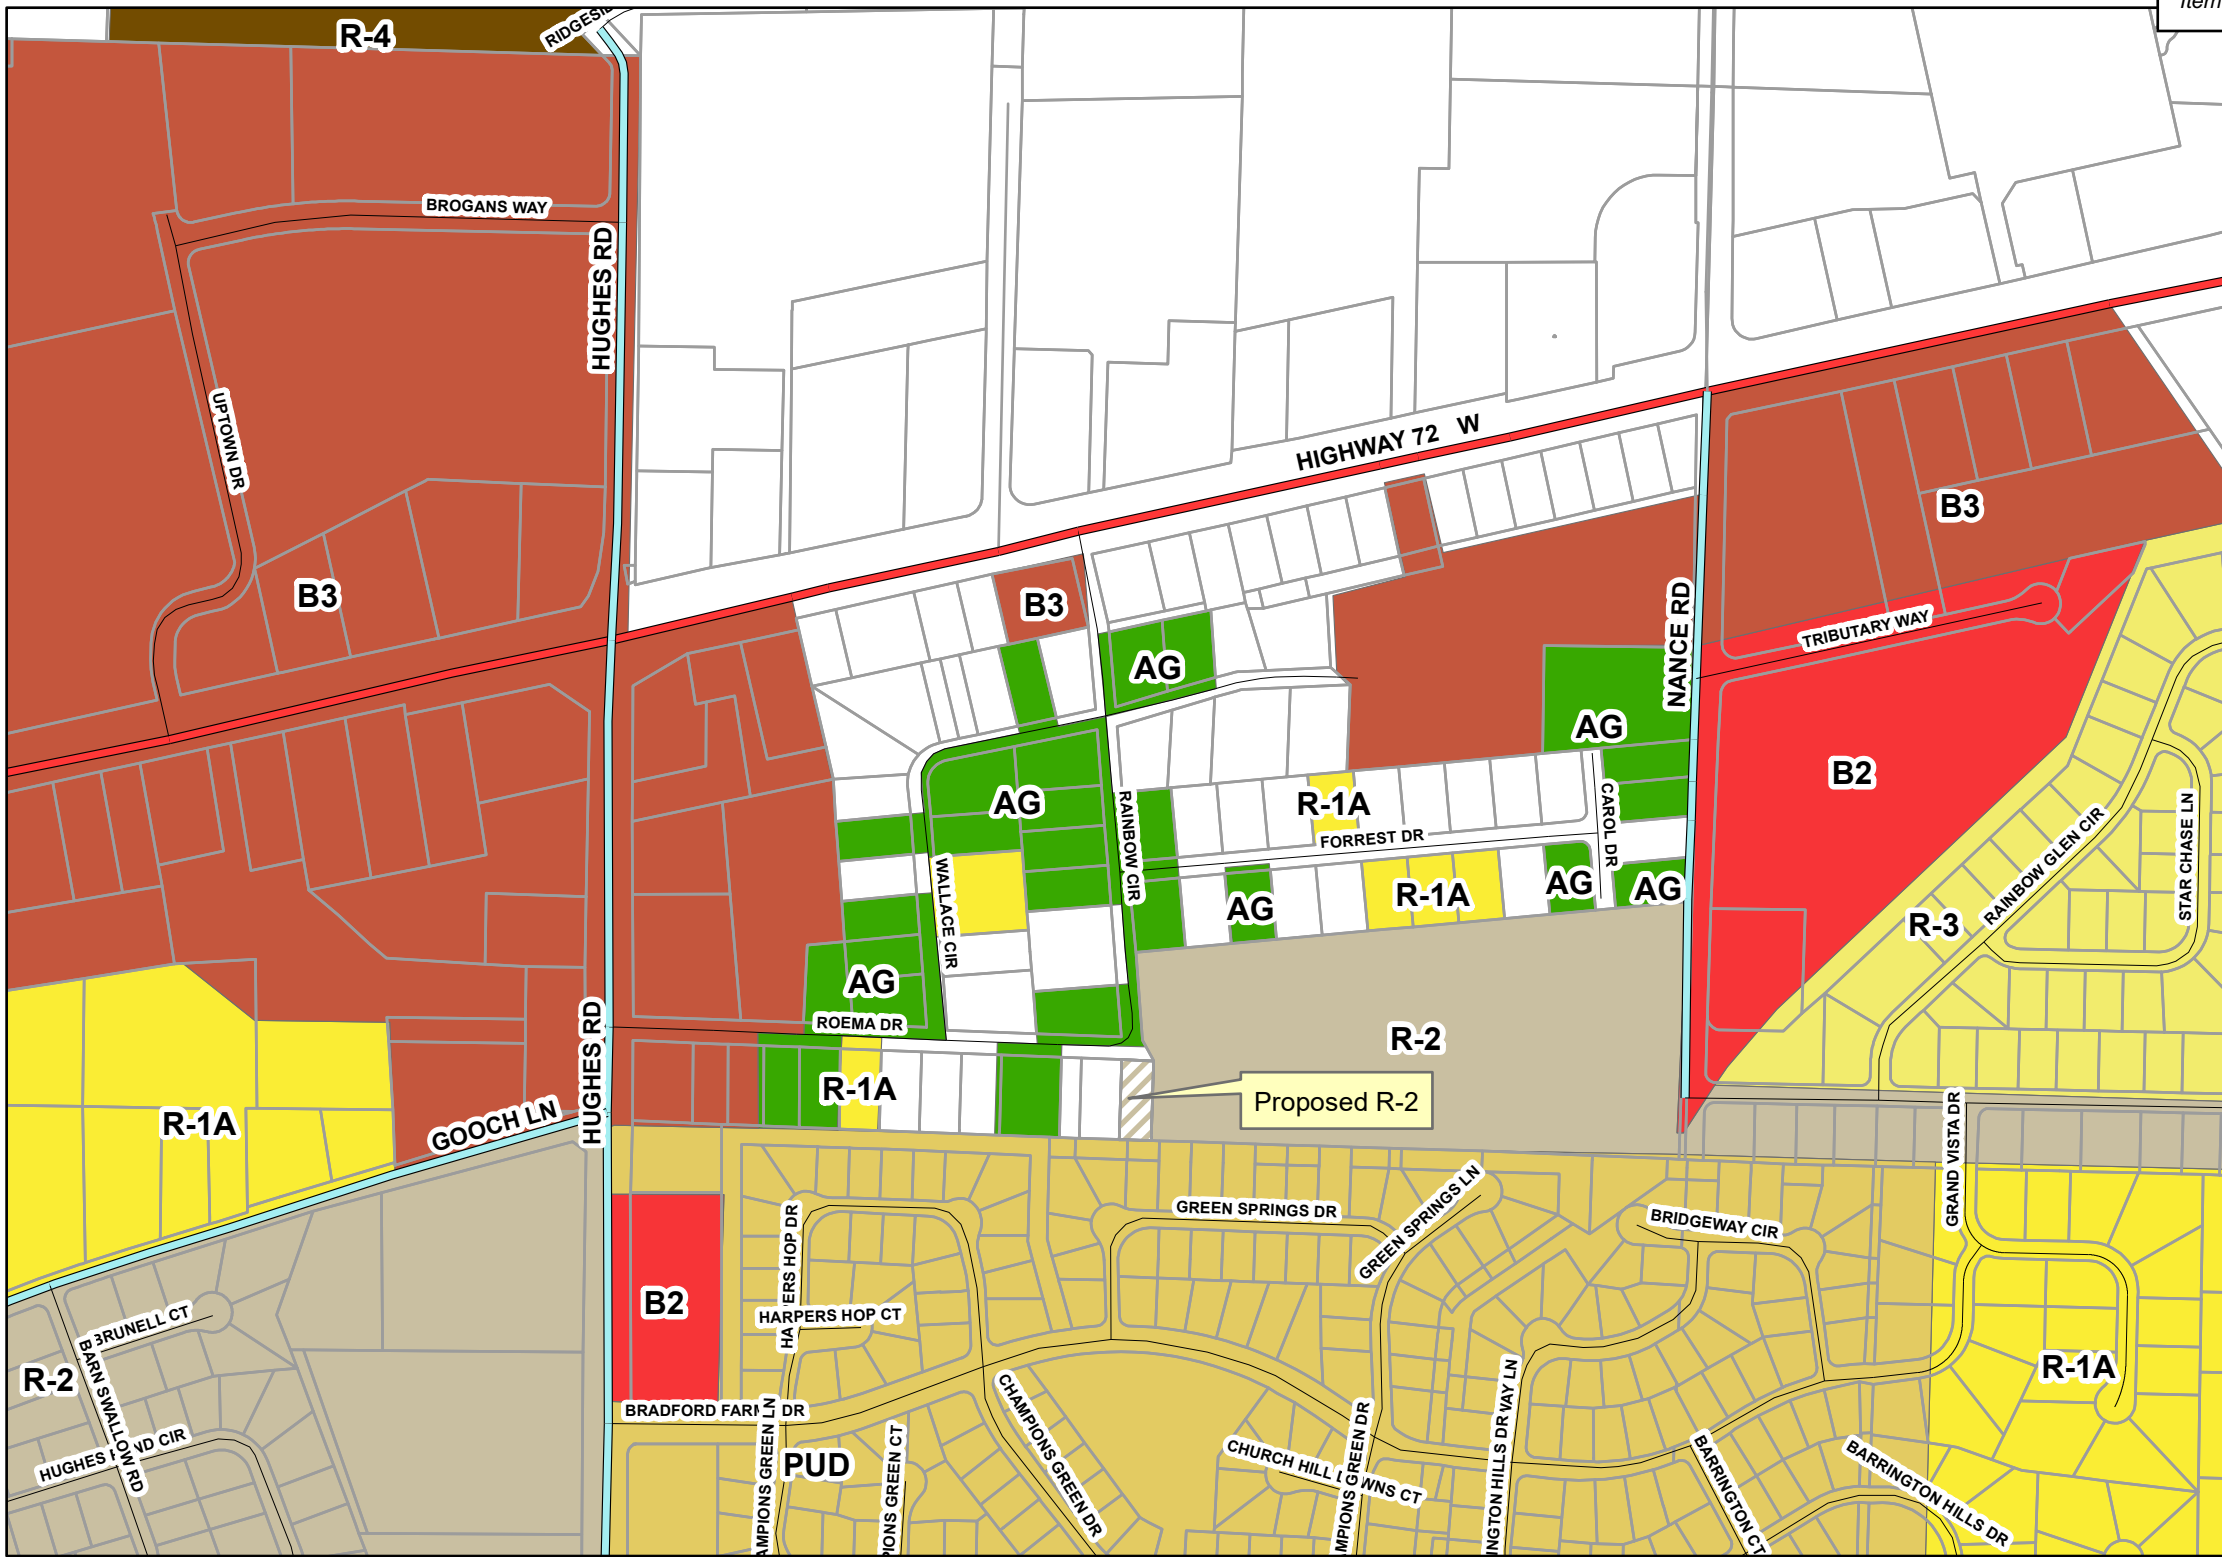 Item
R-4
BROGANS WAY
HUGHES RD
UPTOWN DR
HIGHWAY 72 W
B3
B3
B3
NANCE RD
TRIBUTARY WAY
AG
AG
B2
AG
R-1A
RAINBOW CIR
CAROL DR
FORREST DR
STAR CHASE LN
RAINBOW GLEN CIR
WALLACE CIR
AG
R-1A
AG
AG
R-3
AG
ROEMA DR
R-2
HUGHES RD
R-1A
Proposed R-2
R-1A
GOOCH LN
GRAND VISTA DR
GREEN SPRINGS DR
GREEN SPRINGS LN
BRIDGEWAY CIR
HARPERS HOP DR
HARPERS HOP CT
B2
BRUNELL CT
BARN SWALLOW RD
R-2
R-1A
BRADFORD FARM DR
CHAMPIONS GREEN DR
PUD
CHURCH HILL DOWNS CT
BARRINGTON CT
BARRINGTON HILLS DR